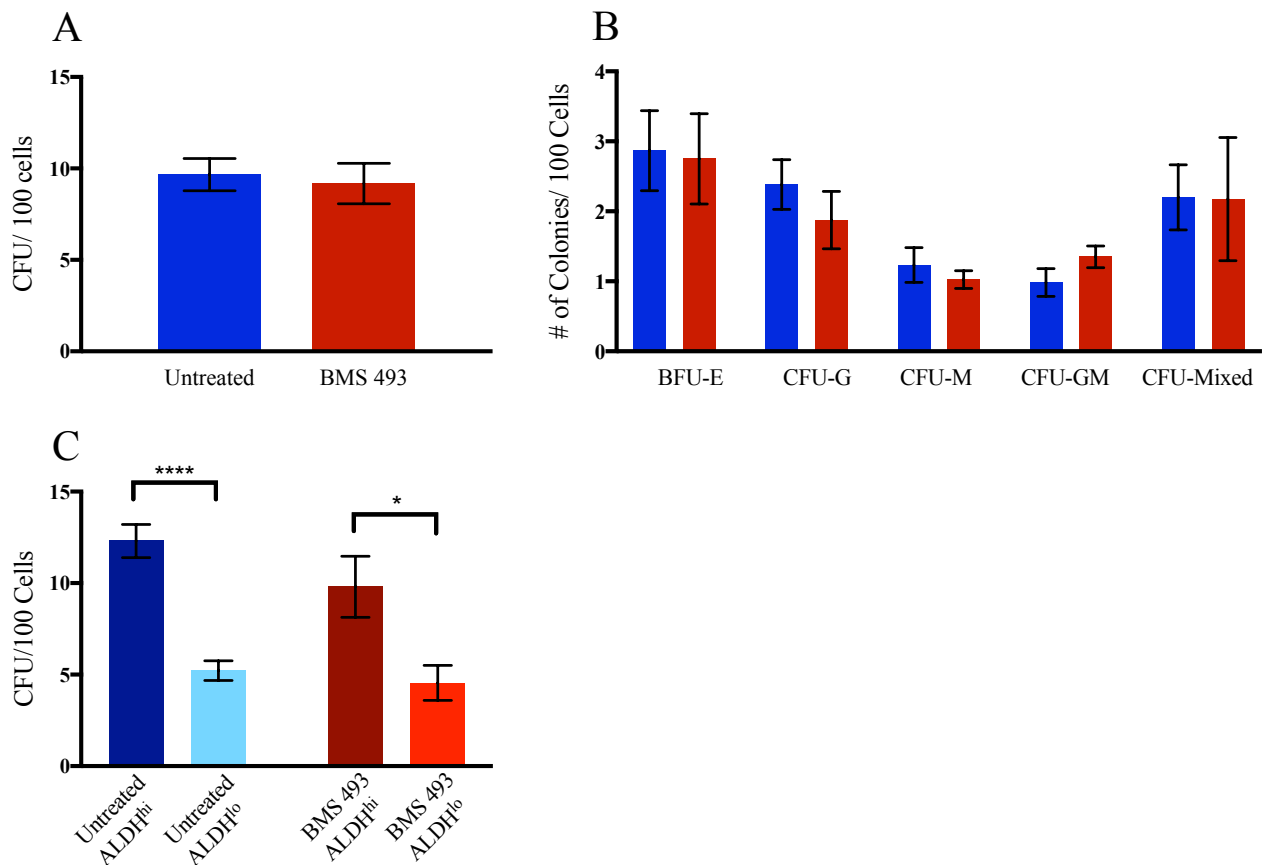 A
CFU/ 100 cells
15
10
5
0
Untreated
BMS 493
B
# of Colonies/ 100 Cells
4
3
2
1
0
BFU-E
CFU-G
CFU-M
CFU-GM
CFU-Mixed
C
CFU/100 Cells
15
10
5
0
****
*
Untreated
ALDHhi
Untreated
ALDHlo
BMS 493
ALDHhi
BMS 493
ALDHlo